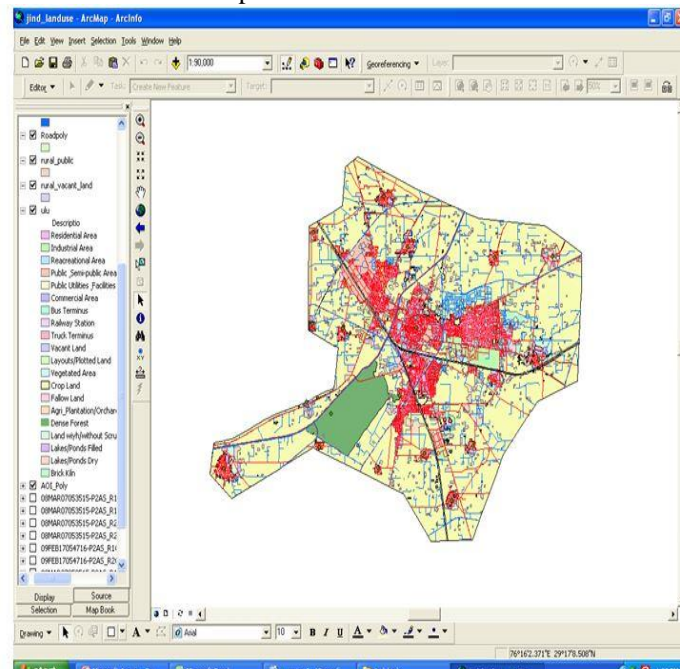 jind_landuse - ArcMap - ArcInfo
File Edit View Insert Selection Tools Window Help
1:90,000 Georeferencing Layer:
Editor Task: Create New Feature Target:
Roadpoly
rural_public
rural_vacant_land
ulu
Descriptio
Residential Area
Industrial Area
Reacreational Area
Public_Semi-public Area
Public Utilities_Facilities
Commercial Area
Bus Terminus
Railway Station
Truck Terminus
Vacant Land
Layouts/Plotted Land
Vegetated Area
Crop Land
Fallow Land
Agri_Plantation/Orchar
Dense Forest
Land wiyh/without Scru
Lakes/Ponds Filled
Lakes/Ponds Dry
Brick Kiln
AOI_Poly
08MAR07053515-P2AS_R1
08MAR07053515-P2AS_R1
08MAR07053515-P2AS_R2
08MAR07053515-P2AS_R2
09FEB17054716-P2AS_R1
09FEB17054716-P2AS_R2
Display Source
Selection Map Book
Drawing A Arial 10 B I U A
76°16'2.371"E 29°17'8.508"N